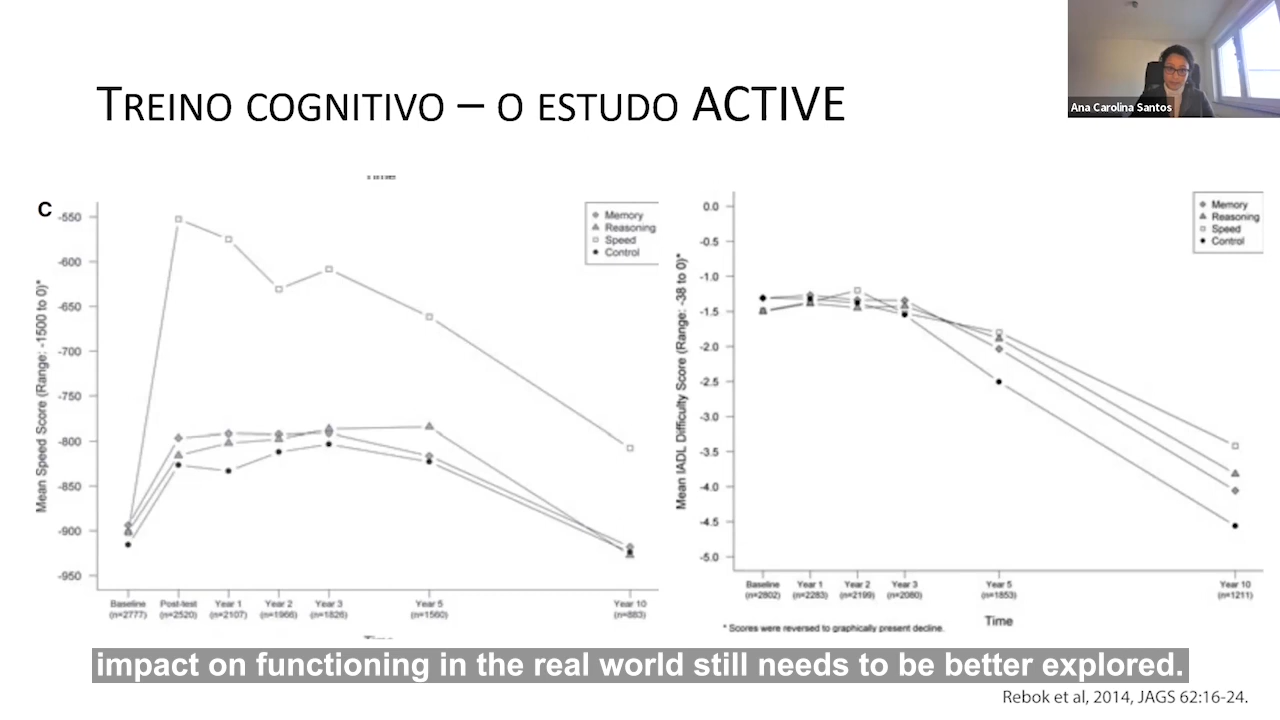 Ana Carolina Santos
TREINO COGNITIVO – O ESTUDO ACTIVE
C
Mean Speed Score (Range: -1500 to 0)*
-550
-600
-650
-700
-750
-800
-850
-900
-950
Memory
Reasoning
Speed
Control
Baseline Post-test Year 1 Year 2 Year 3 Year 5 Year 10
(n=2777) (n=2520) (n=2107) (n=1966) (n=1826) (n=1560) (n=883)
Mean IADL Difficulty Score (Range: -38 to 0)*
0.0
-0.5
-1.0
-1.5
-2.0
-2.5
-3.0
-3.5
-4.0
-4.5
-5.0
Memory
Reasoning
Speed
Control
Baseline Year 1 Year 2 Year 3 Year 5 Year 10
(n=2802) (n=2283) (n=2199) (n=2080) (n=1853) (n=1211)
Time
* Scores were reversed to graphically present decline.
impact on functioning in the real world still needs to be better explored.
Rebok et al, 2014, JAGS 62:16-24.